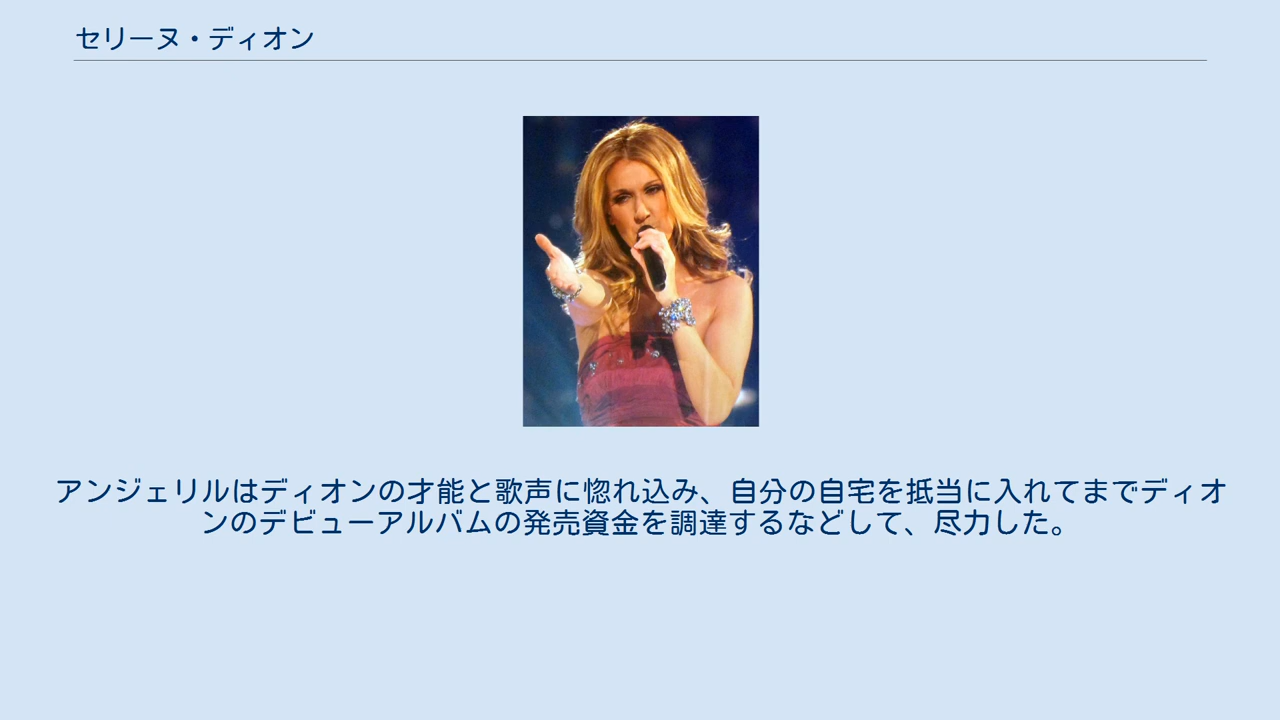 セリーヌ・ディオン
アンジェリルはディオンの才能と歌声に惚れ込み、自分の自宅を抵当に入れてまでディオ
ンのデビューアルバムの発売資金を調達するなどして、尽力した。